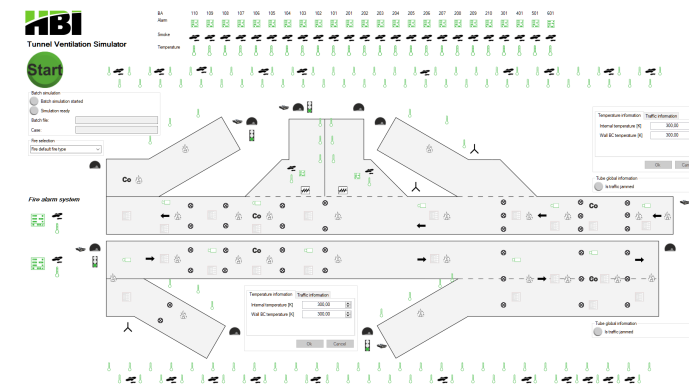 HBI
Tunnel Ventilation Simulator
BA 110 109 108 107 106 105 104 103 102 101 201 202 203 204 205 206 207 208 209 210 301 401 501 601
Alarm
Smoke
Temperature
Start
Batch simulation
Batch simulation started
Simulation ready
Batch file:
Case:
Fire selection
Fire default fire type
Temperature information Traffic information
Internal temperature [K] 300,00
Wall BC temperature [K] 300,00
Ok Can
Tube global information
Is traffic jammed
Co
Fire alarm system
Co
Co
Co
Co
Temperature information Traffic information
Internal temperature [K] 300,00
Wall BC temperature [K] 300,00
Ok Cancel
Tube global information
Is traffic jammed